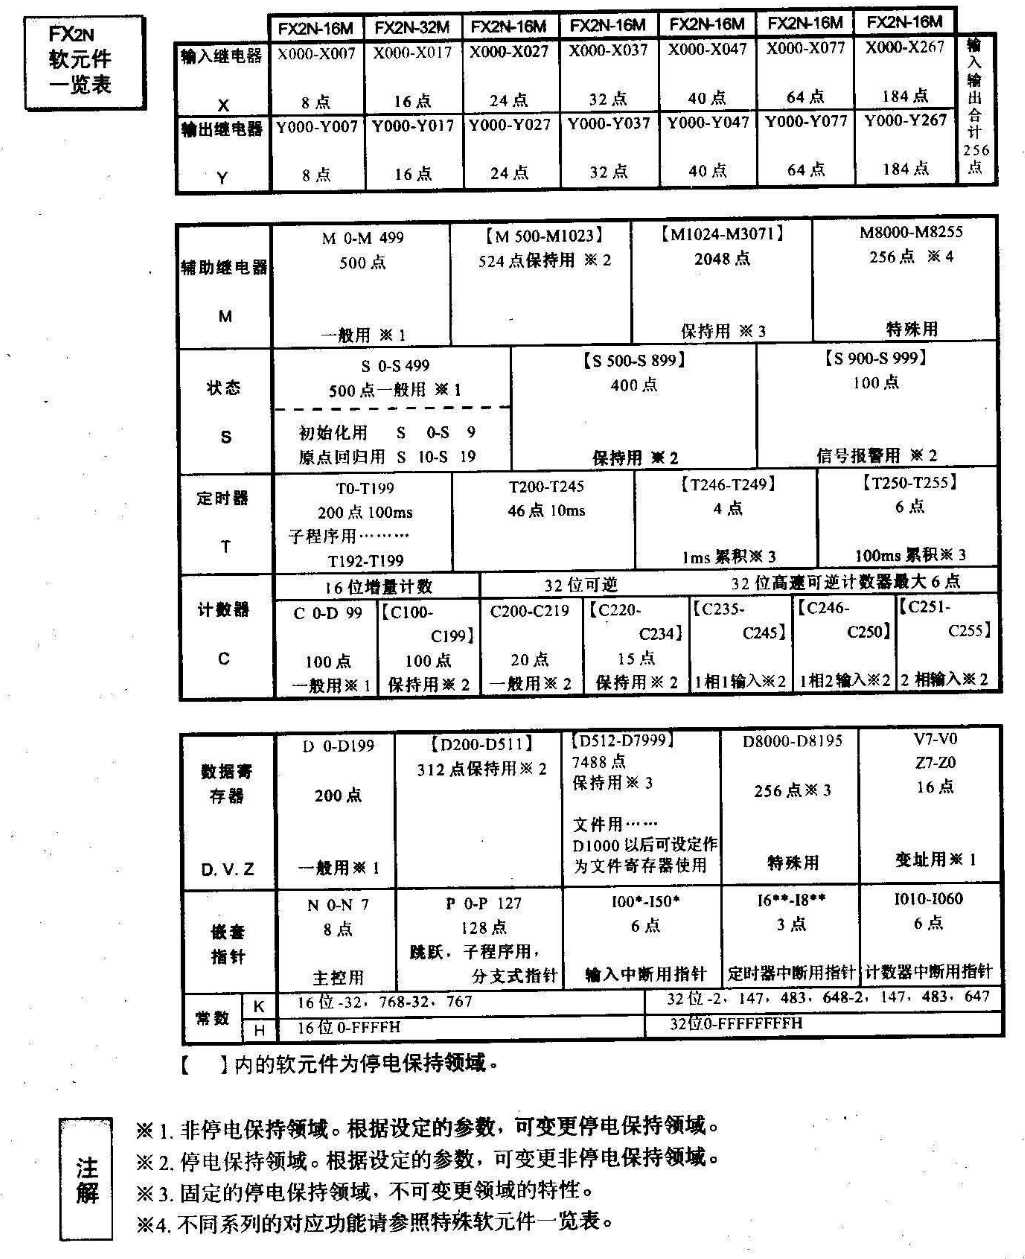 FX2N
软元件
一览表
FX2N-16M FX2N-32M FX2N-16M FX2N-16M FX2N-16M FX2N-16M FX2N-16M
输入继电器 X000-X007 X000-X017 X000-X027 X000-X037 X000-X047 X000-X077 X000-X267
X 8点 16点 24点 32点 40点 64点 184点
输出继电器 Y000-Y007 Y000-Y017 Y000-Y027 Y000-Y037 Y000-Y047 Y000-Y077 Y000-Y267
Y 8点 16点 24点 32点 40点 64点 184点
输入输出合计256点
M 0-M 499 【M 500-M1023】 【M1024-M3071】 M8000-M8255
辅助继电器 500点 524点保持用 ※2 2048点 256点 ※4
M
一般用 ※1 保持用 ※3 特殊用
S 0-S 499 【S 500-S 899】 【S 900-S 999】
状态 500点一般用 ※1 400点 100点
S 初始化用 S 0-S 9
原点回归用 S 10-S 19 保持用 ※2 信号报警用 ※2
定时器 T0-T199 T200-T245 【T246-T249】 【T250-T255】
200点100ms 46点10ms 4点 6点
子程序用………
T T192-T199 1ms累积※3 100ms累积※3
16位增量计数 32位可逆 32位高速可逆计数器最大6点
计数器 C 0-D 99 【C100- C200-C219 【C220- 【C235- 【C246- 【C251-
C199】 C234】 C245】 C250】 C255】
C 100点 100点 20点 15点
一般用※1 保持用※2 一般用※2 保持用※2 1相1输入※2 1相2输入※2 2相输入※2
D 0-D199 【D200-D511】 【D512-D7999】 D8000-D8195 V7-V0
数据寄 312点保持用※2 7488点 Z7-Z0
存器 200点 保持用※3 256点※3 16点
文件用……
D1000以后可设定作
D. V. Z 一般用※1 为文件寄存器使用 特殊用 变址用※1
N 0-N 7 P 0-P 127 I00*-I50* I6**-I8** I010-I060
嵌套 8点 128点 6点 3点 6点
指针 跳跃，子程序用，
主控用 分支式指针 输入中断用指针 定时器中断用指针 计数器中断用指针
常数 K 16位-32，768-32，767 32位-2，147，483，648-2，147，483，647
H 16位0-FFFFH 32位0-FFFFFFFFH
【 】内的软元件为停电保持领域。
注解
※1. 非停电保持领域。根据设定的参数，可变更停电保持领域。
※2. 停电保持领域。根据设定的参数，可变更非停电保持领域。
※3. 固定的停电保持领域，不可变更领域的特性。
※4. 不同系列的对应功能请参照特殊软元件一览表。